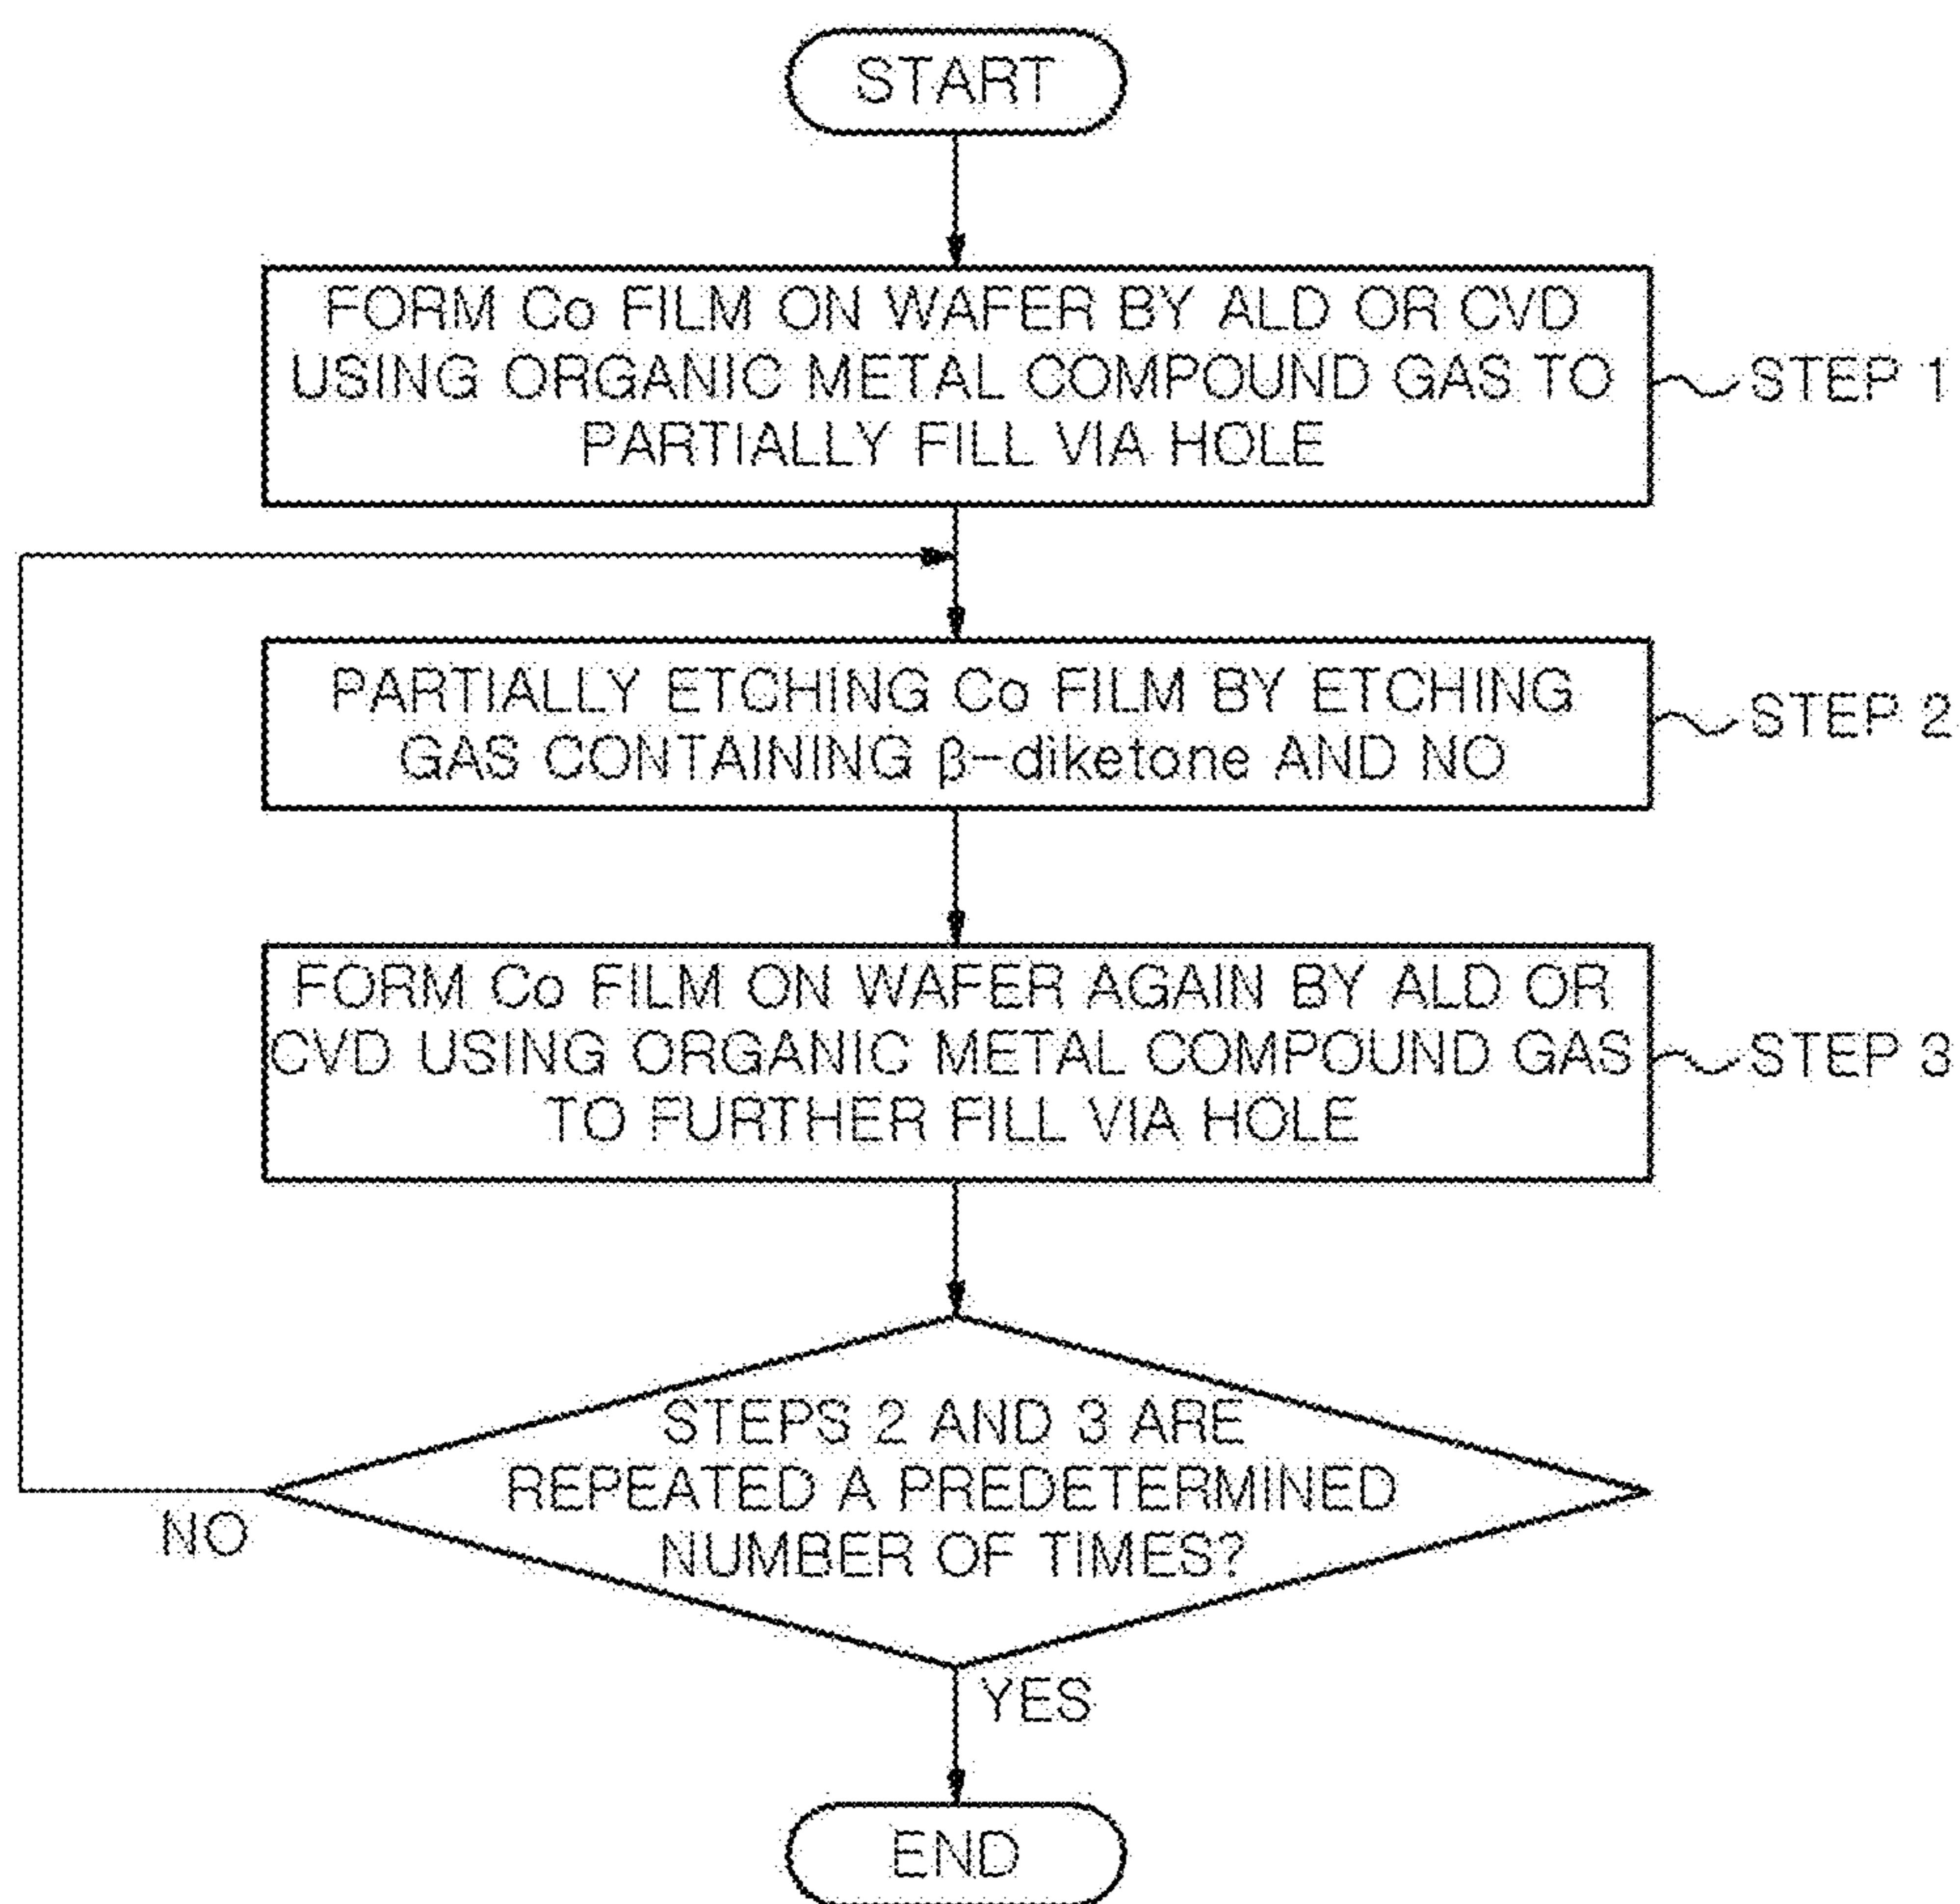 START
FORM Co FILM ON WAFER BY ALD OR CVD
USING ORGANIC METAL COMPOUND GAS TO
PARTIALLY FILL VIA HOLE
STEP 1
PARTIALLY ETCHING Co FILM BY ETCHING
GAS CONTAINING β-diketone AND NO
STEP 2
FORM Co FILM ON WAFER AGAIN BY ALD OR
CVD USING ORGANIC METAL COMPOUND GAS
TO FURTHER FILL VIA HOLE
STEP 3
STEPS 2 AND 3 ARE
REPEATED A PREDETERMINED
NUMBER OF TIMES?
NO
YES
END